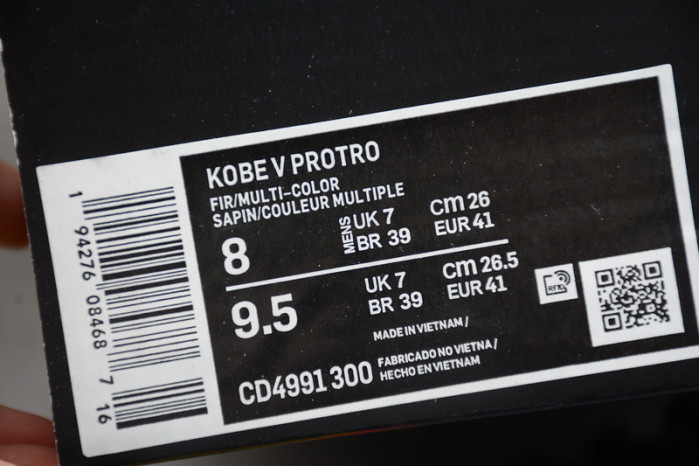 KOBE V PROTRO
FIR/MULTI-COLOR
SAPIN/COULEUR MULTIPLE
8 MENS UK 7 CM 26
BR 39 EUR 41
9.5 UK 7 CM 26.5
BR 39 EUR 41
MADE IN VIETNAM /
CD4991 300 FABRICADO NO VIETNA /
HECHO EN VIETNAM
RFID
1 94276 08468 7 16